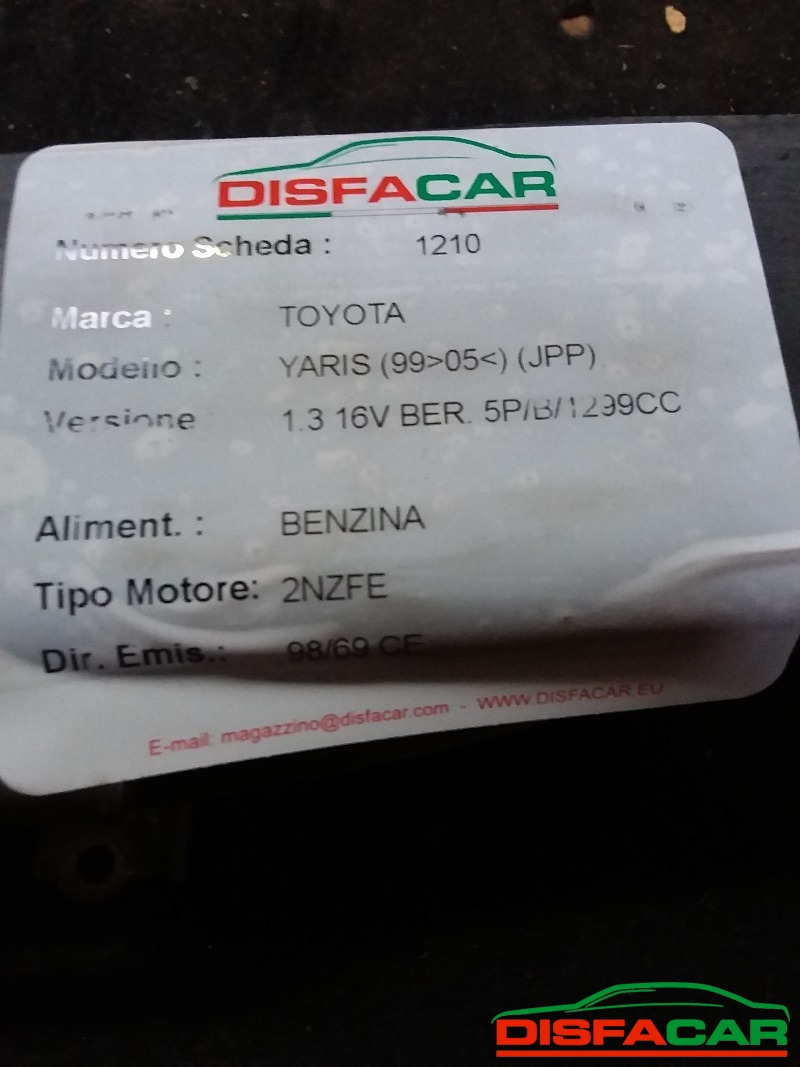 DISFACAR
Numero Scheda : 1210
Marca : TOYOTA
Modello : YARIS (99>05<) (JPP)
Versione 1.3 16V BER. 5P/B/1299CC
Aliment. : BENZINA
Tipo Motore: 2NZFE
Dir. Emis.: 98/69 CE
E-mail: magazzino@disfacar.com - WWW.DISFACAR.EU
DISFACAR